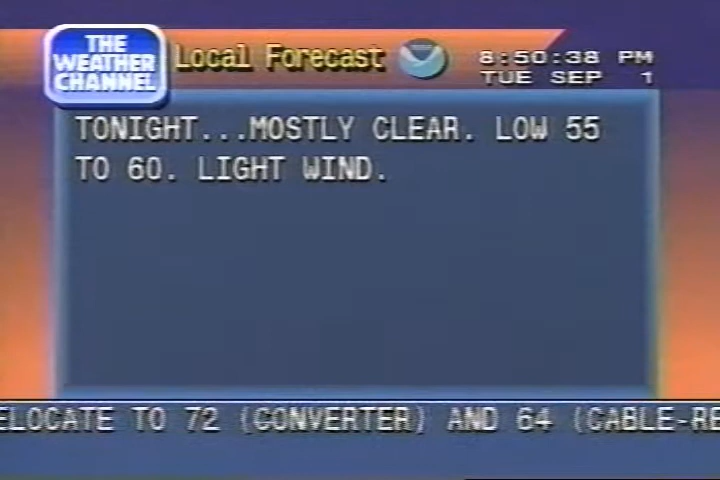 THE
WEATHER
CHANNEL
Local Forecast
8:50:38 PM
TUE SEP 1
TONIGHT...MOSTLY CLEAR. LOW 55
TO 60. LIGHT WIND.
ELOCATE TO 72 (CONVERTER) AND 64 (CABLE-RE